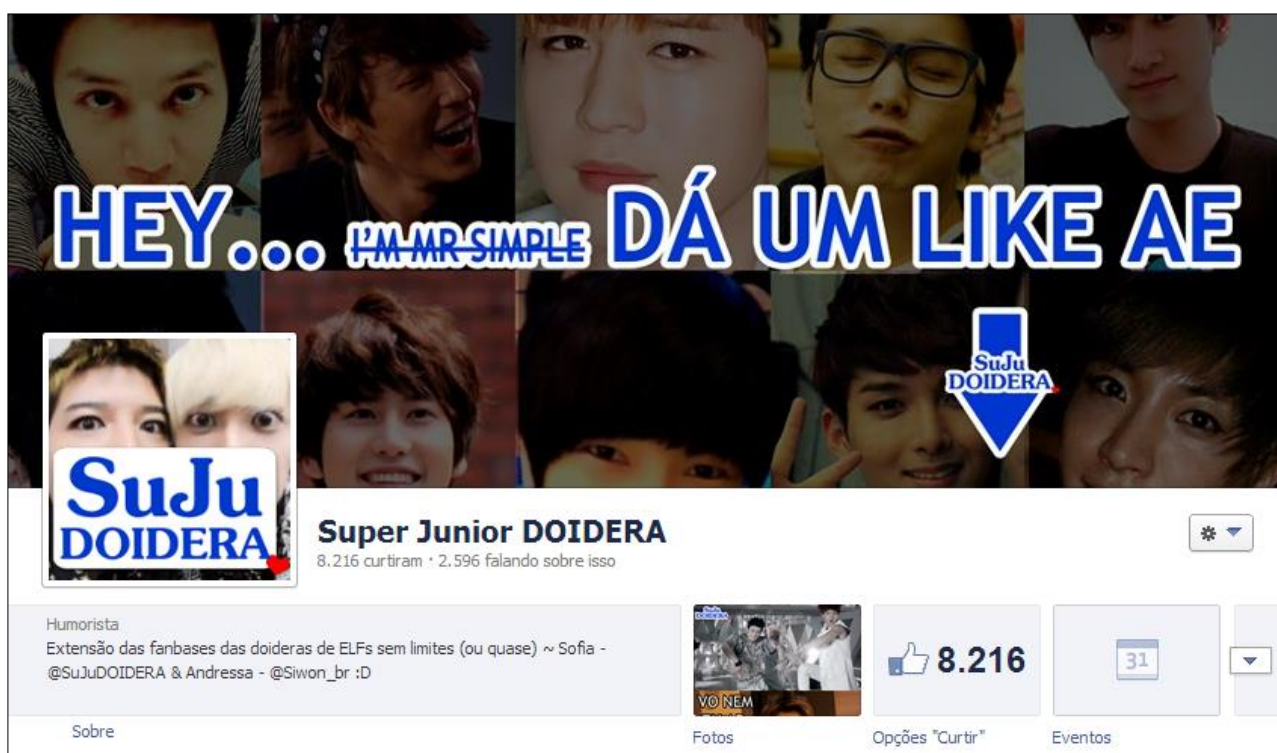 HEY... I'M MR SIMPLE DÁ UM LIKE AE
SuJu
DOIDERA
SuJu
DOIDERA
Super Junior DOIDERA
8.216 curtiram · 2.596 falando sobre isso
Humorista
Extensão das fanbases das doideras de ELFs sem limites (ou quase) ~ Sofia -
@SuJuDOIDERA & Andressa - @Siwon_br :D
Sobre
SuJu
DOIDERA
VO NEM
Fotos
8.216
Opções "Curtir"
31
Eventos